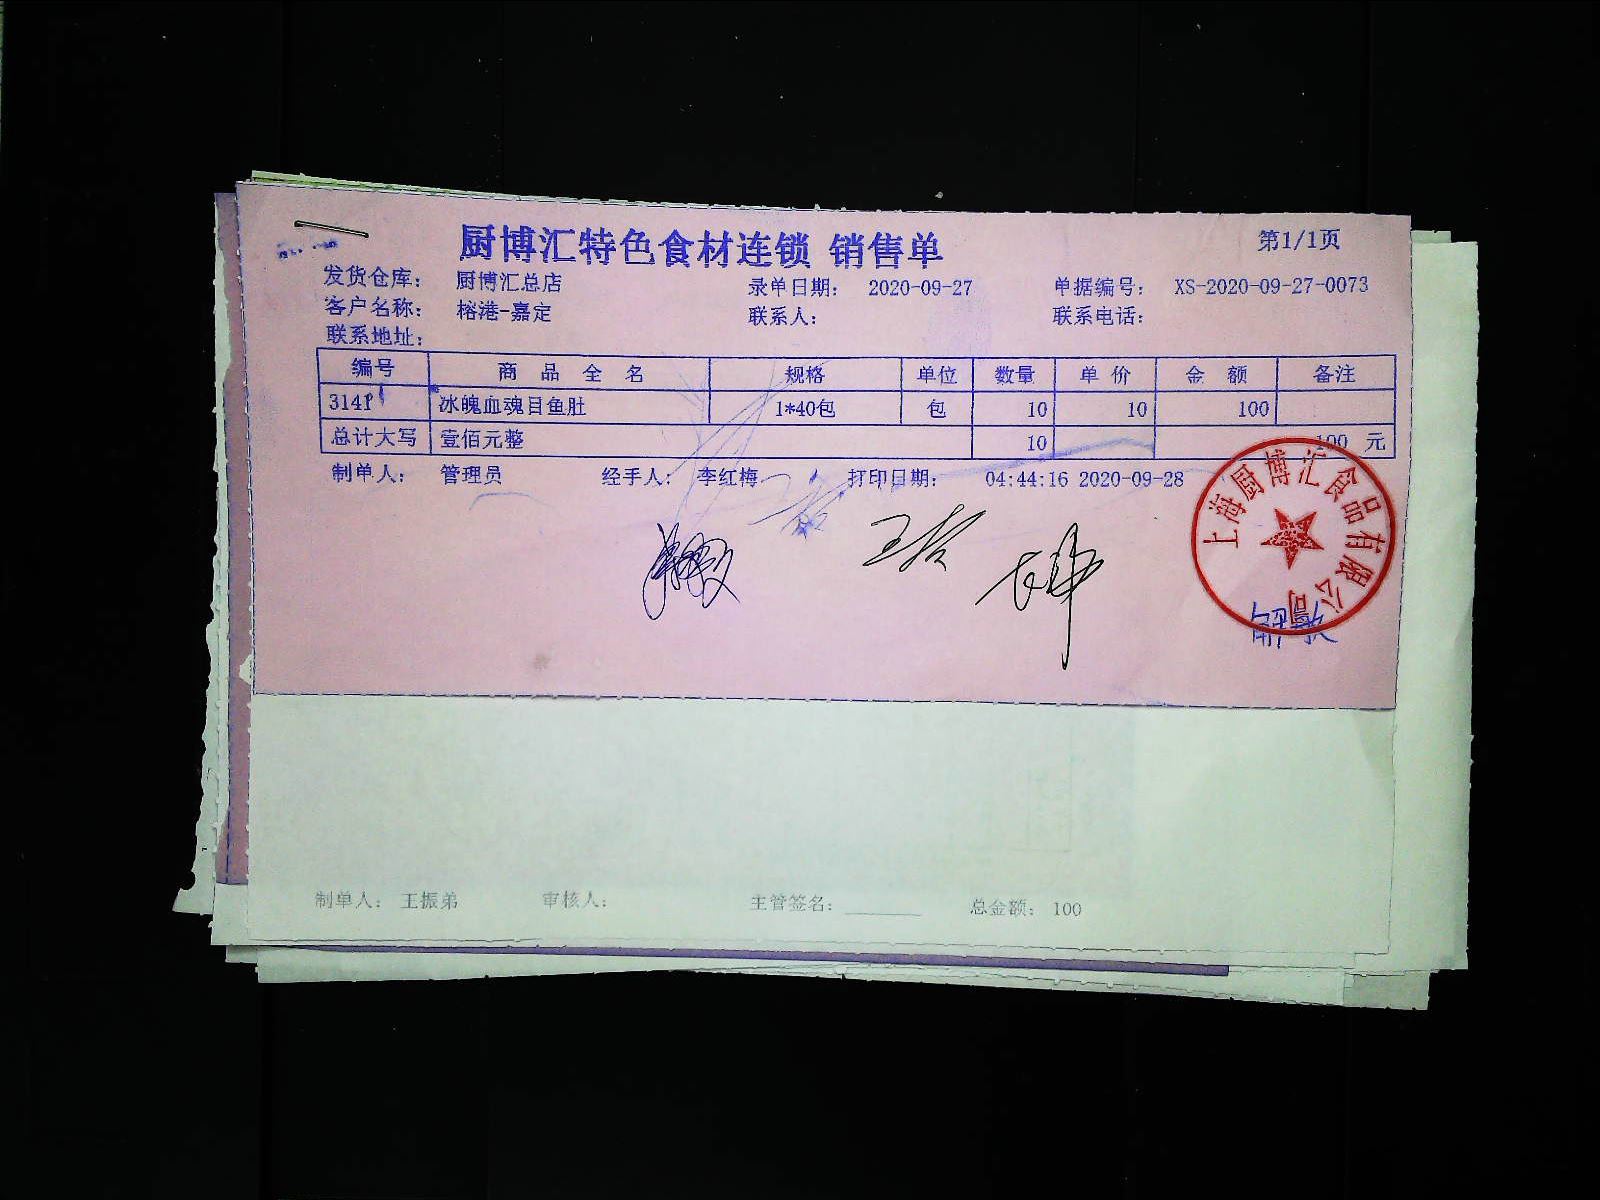 厨博汇特色食材连锁 销售单
第1/1页
发货仓库： 厨博汇总店 录单日期： 2020-09-27 单据编号： XS-2020-09-27-0073
客户名称： 榕港-嘉定 联系人： 联系电话：
联系地址：
编号 商品全名 规格 单位 数量 单价 金额 备注
3141 冰魄血魂目鱼肚 1*40包 包 10 10 100
总计大写 壹佰元整 10 100 元
制单人： 管理员 经手人： 李红梅 打印日期： 04:44:16 2020-09-28
上海厨博汇食品有限公司
制单人： 王振弟 审核人： 主管签名：________ 总金额： 100